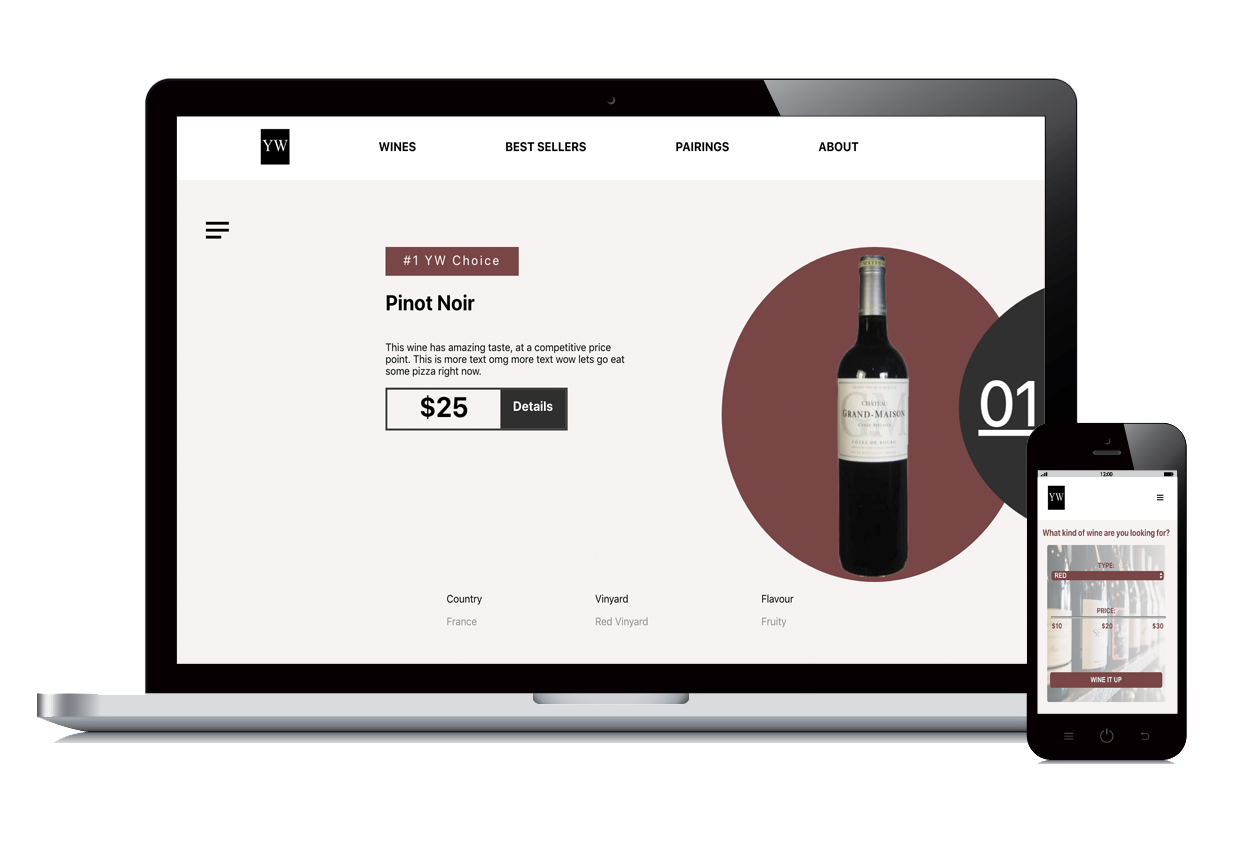 YW
WINES
BEST SELLERS
PAIRINGS
ABOUT
#1 YW Choice
Pinot Noir
This wine has amazing taste, at a competitive price
point. This is more text omg more text wow lets go eat
some pizza right now.
$25
Details
CHÂTEAU
GRAND-MAISON
CÔTES DE BOURG
01
Country
Vinyard
Flavour
France
Red Vinyard
Fruity
12:00
YW
What kind of wine are you looking for?
TYPE:
RED
PRICE:
$10
$20
$30
WINE IT UP